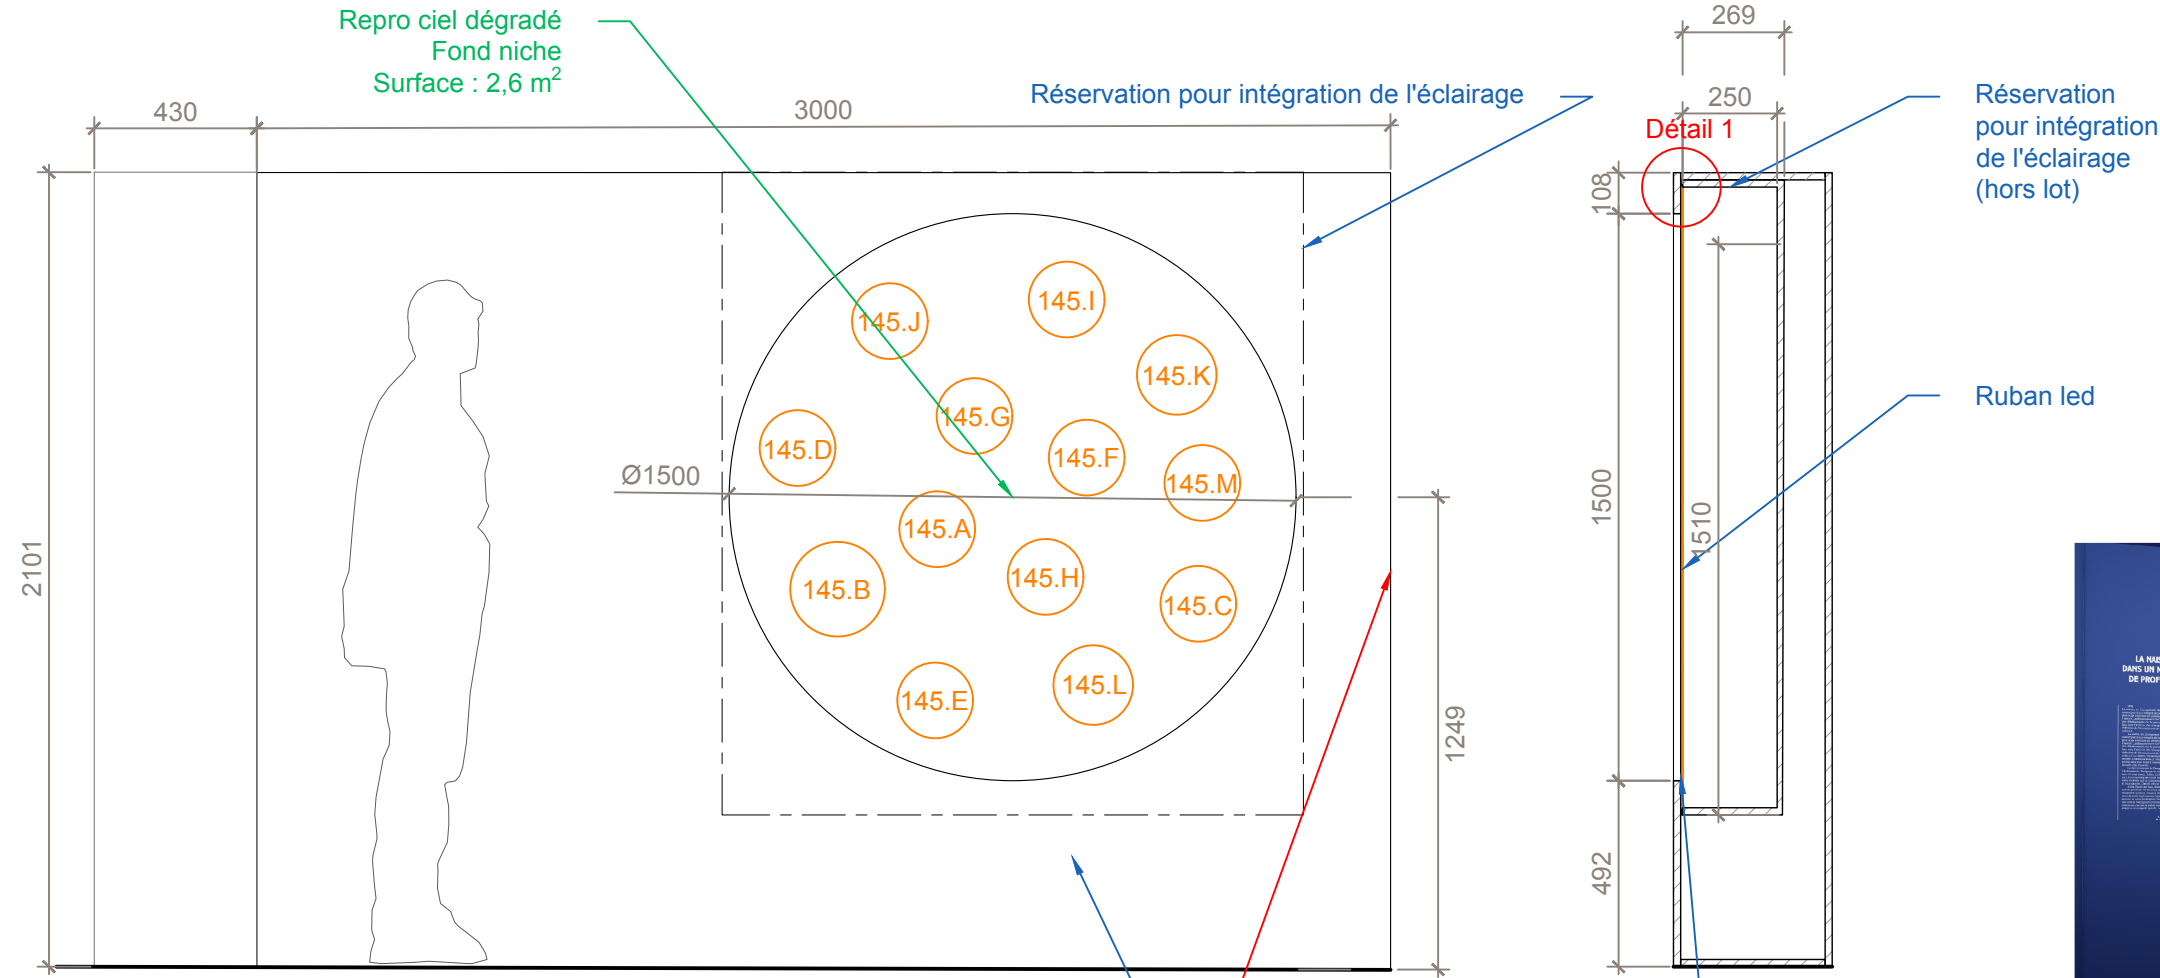 Repro ciel dégradé
Fond niche
Surface : 2,6 m²
430
3000
Réservation pour intégration de l'éclairage
269
250
Détail 1
Réservation
pour intégration
de l'éclairage
(hors lot)
108
145.J
145.I
145.K
145.G
145.D
145.F
145.M
Ø1500
145.A
145.B
145.H
145.C
145.E
145.L
2101
1249
1500
1510
492
Ruban led
DE PROF